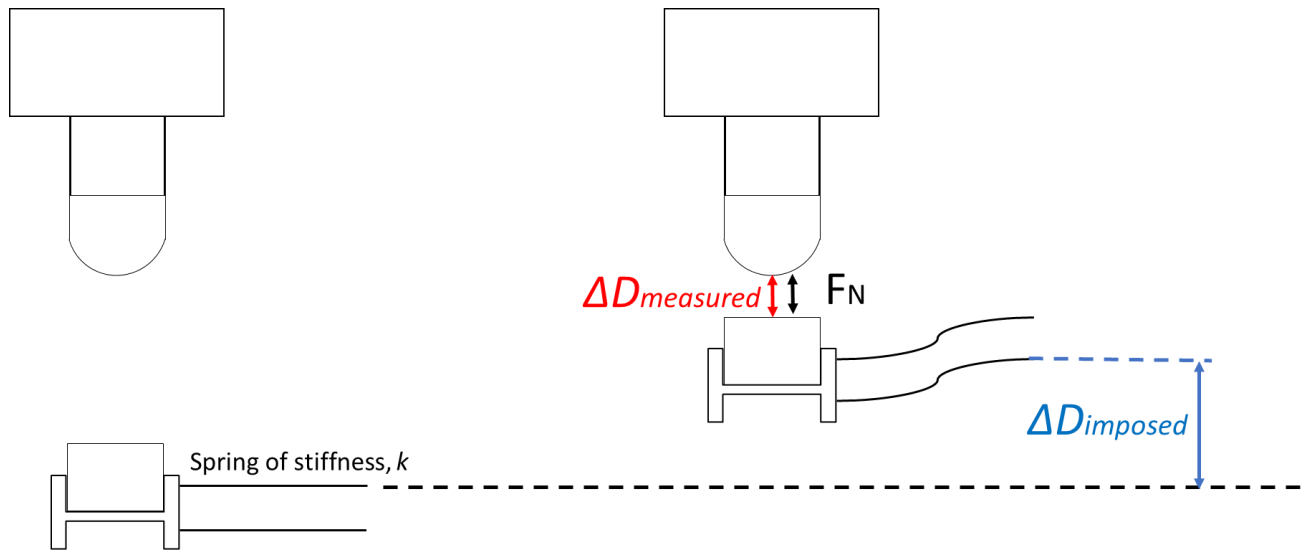 ΔDmeasured
FN
ΔDimposed
Spring of stiffness, k